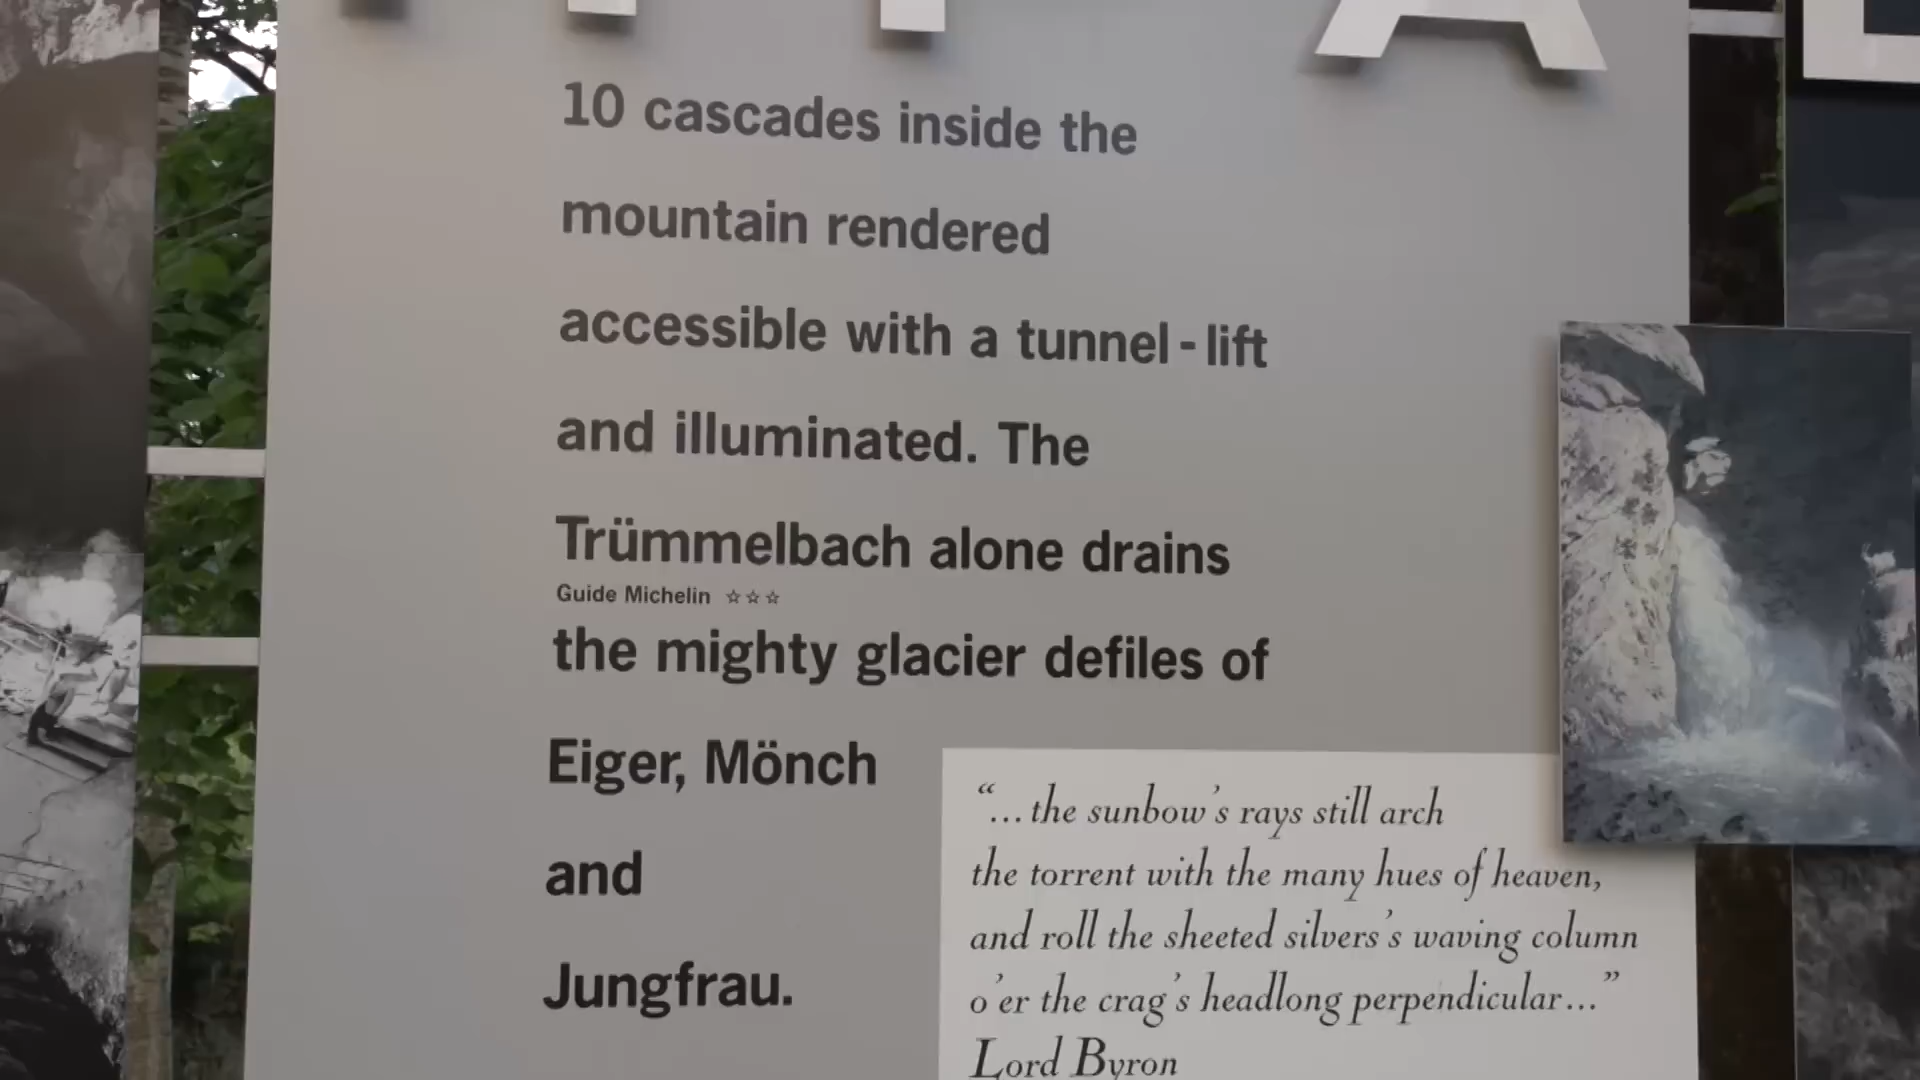 10 cascades inside the
mountain rendered
accessible with a tunnel-lift
and illuminated. The
Trümmelbach alone drains
Guide Michelin ☆☆☆
the mighty glacier defiles of
Eiger, Mönch
and
Jungfrau.
“...the sunbow's rays still arch
the torrent with the many hues of heaven,
and roll the sheeted silvers's waving column
o'er the crag's headlong perpendicular...”
Lord Byron